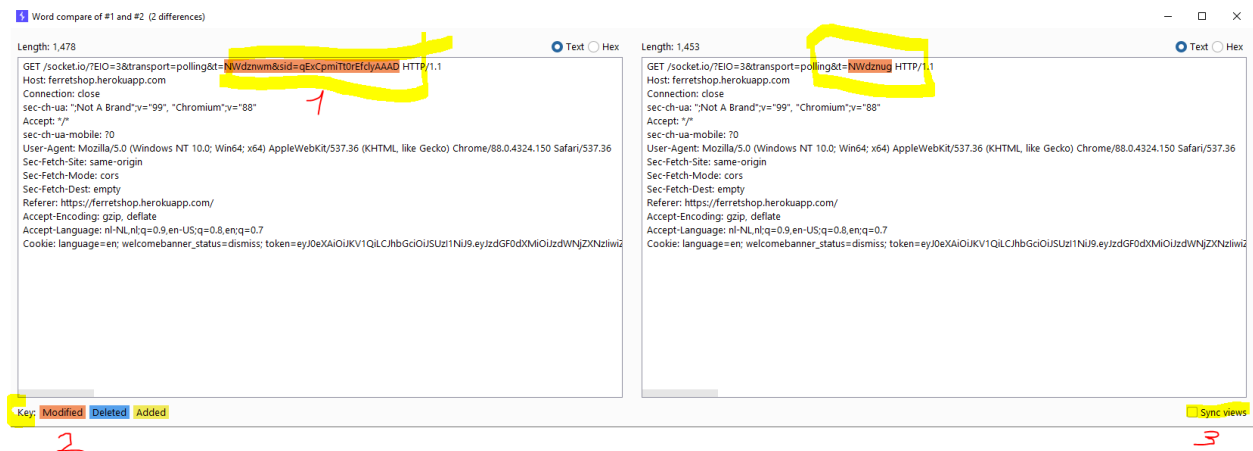 Word compare of #1 and #2 (2 differences)
Length: 1,478
Text Hex
GET /socket.io/?EIO=3&transport=polling&t=NWdznwm&sid=qExCpmiTt0rEfclyAAAD HTTP/1.1
Host: ferretshop.herokuapp.com
Connection: close
sec-ch-ua: ";Not A Brand";v="99", "Chromium";v="88"
Accept: */*
sec-ch-ua-mobile: ?0
User-Agent: Mozilla/5.0 (Windows NT 10.0; Win64; x64) AppleWebKit/537.36 (KHTML, like Gecko) Chrome/88.0.4324.150 Safari/537.36
Sec-Fetch-Site: same-origin
Sec-Fetch-Mode: cors
Sec-Fetch-Dest: empty
Referer: https://ferretshop.herokuapp.com/
Accept-Encoding: gzip, deflate
Accept-Language: nl-NL,nl;q=0.9,en-US;q=0.8,en;q=0.7
Cookie: language=en; welcomebanner_status=dismiss; token=eyJ0eXAiOiJKV1QiLCJhbGciOiJSUzI1NiJ9.eyJzdGF0dXMiOiJzdWNjZXNzIiwiZ
1
Length: 1,453
Text Hex
GET /socket.io/?EIO=3&transport=polling&t=NWdznug HTTP/1.1
Host: ferretshop.herokuapp.com
Connection: close
sec-ch-ua: ";Not A Brand";v="99", "Chromium";v="88"
Accept: */*
sec-ch-ua-mobile: ?0
User-Agent: Mozilla/5.0 (Windows NT 10.0; Win64; x64) AppleWebKit/537.36 (KHTML, like Gecko) Chrome/88.0.4324.150 Safari/537.36
Sec-Fetch-Site: same-origin
Sec-Fetch-Mode: cors
Sec-Fetch-Dest: empty
Referer: https://ferretshop.herokuapp.com/
Accept-Encoding: gzip, deflate
Accept-Language: nl-NL,nl;q=0.9,en-US;q=0.8,en;q=0.7
Cookie: language=en; welcomebanner_status=dismiss; token=eyJ0eXAiOiJKV1QiLCJhbGciOiJSUzI1NiJ9.eyJzdGF0dXMiOiJzdWNjZXNzIiwiZ
Key: Modified Deleted Added
Sync views
2
3